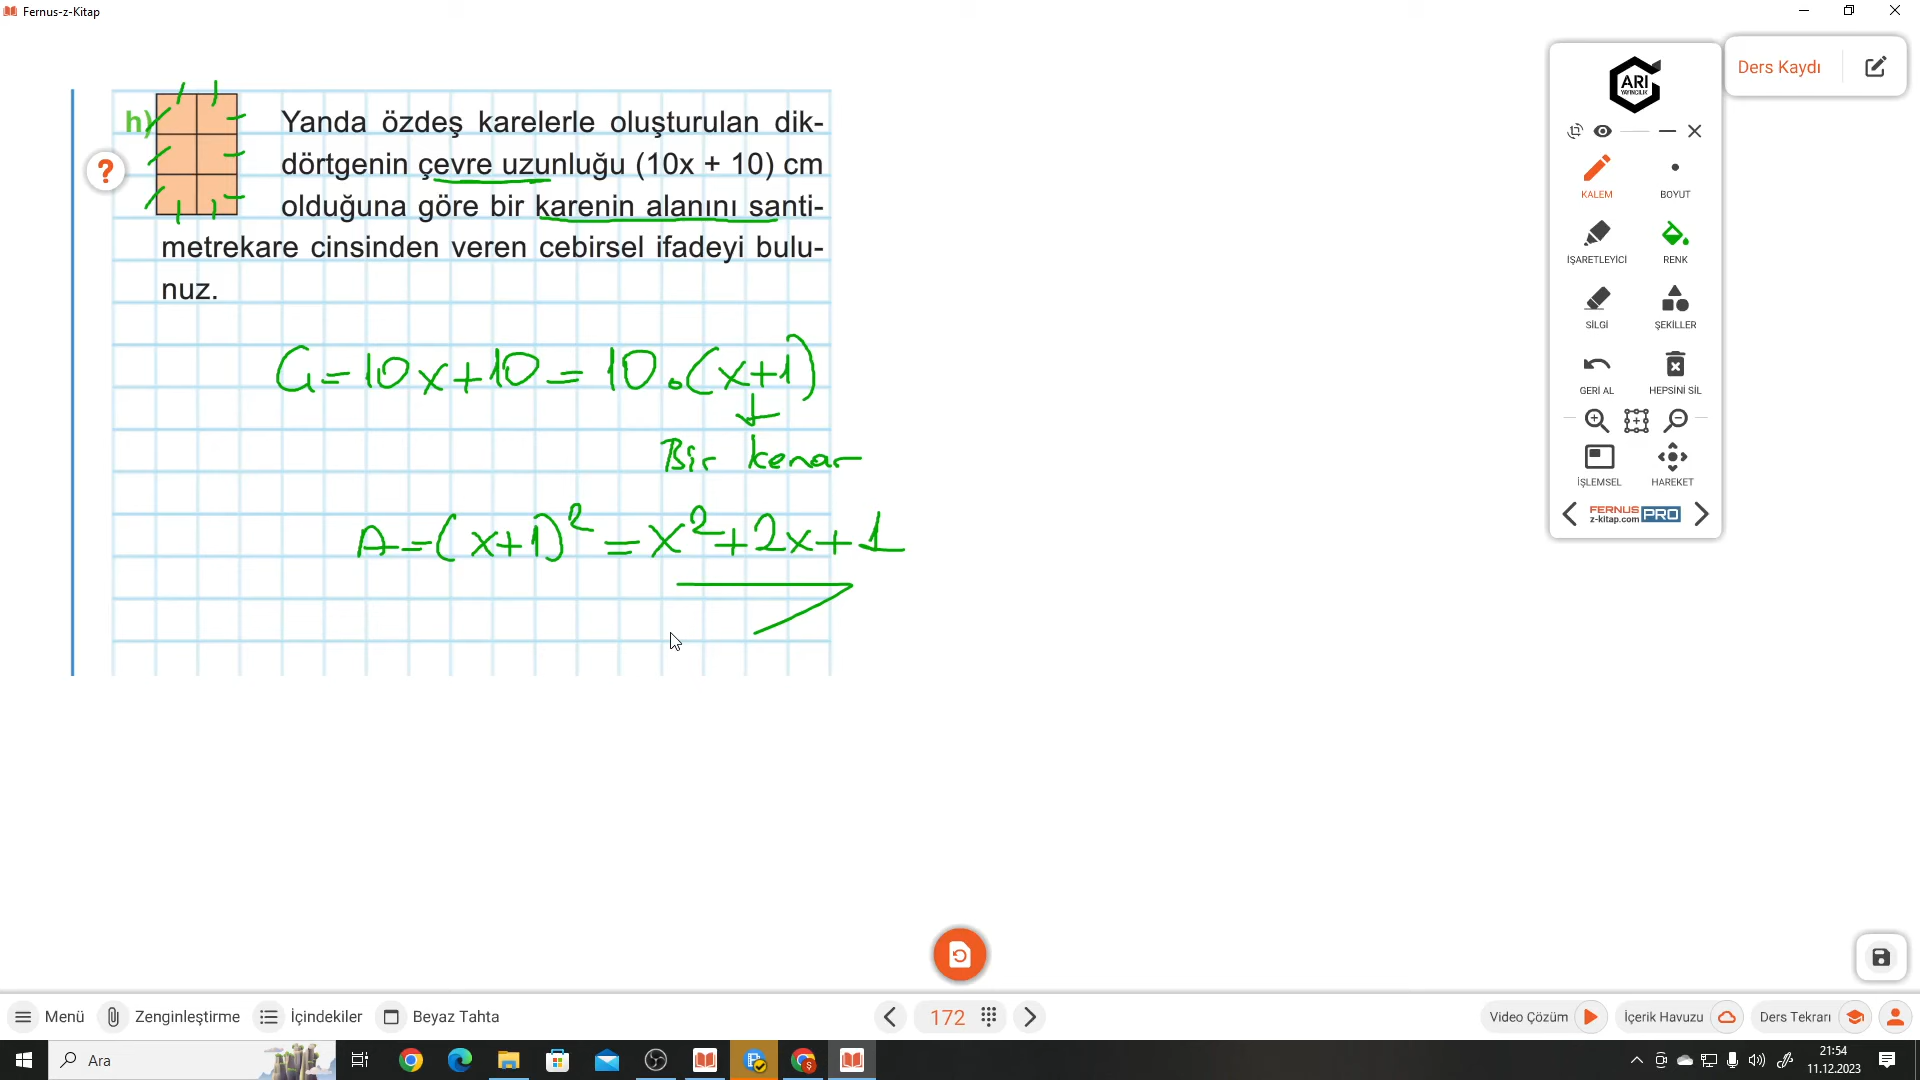 Fernus-z-Kitap
Ders Kaydı
ARI
YAYINCILIK
h)
Yanda özdeş karelerle oluşturulan dik-
dörtgenin çevre uzunluğu (10x + 10) cm
olduğuna göre bir karenin alanını santi-
metrekare cinsinden veren cebirsel ifadeyi bulu-
nuz.
?
Ç=10x+10=10.(x+1)
Bir kenar
A=(x+1)²=x²+2x+1
KALEM
BOYUT
İŞARETLEYİCİ
RENK
SİLGİ
ŞEKİLLER
GERİ AL
HEPSİNİ SİL
İŞLEMSEL
HAREKET
FERNUS
z-kitap.com PRO
Menü
Zenginleştirme
İçindekiler
Beyaz Tahta
172
Video Çözüm
İçerik Havuzu
Ders Tekrarı
Ara
21:54
11.12.2023